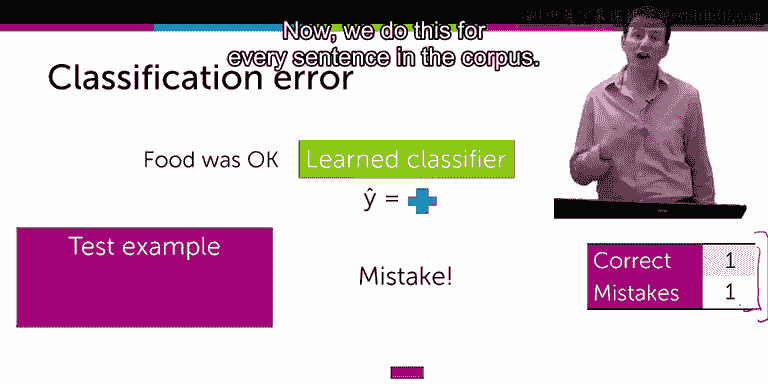 Now, we do this for
every sentence in the corpus.
Classification error
Food was OK
Learned classifier
ŷ =
Test example
Mistake!
Correct 1
Mistakes 1